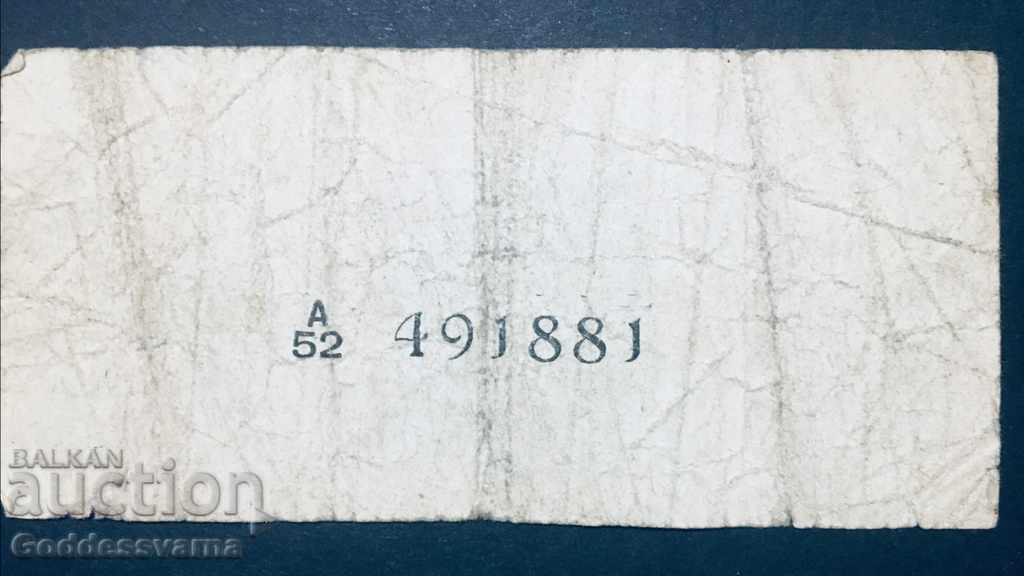 A
52 491881
BALKAN
auction
Goddessvama